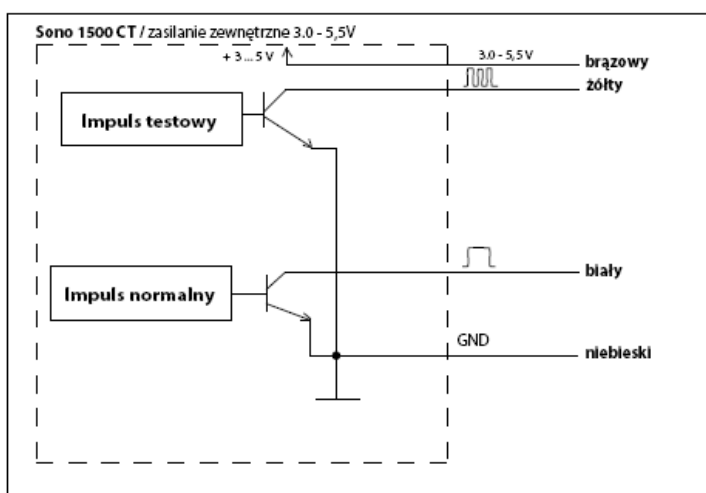 Sono 1500 CT / zasilanie zewnętrzne 3.0 - 5,5V
+ 3 ... 5 V
3.0 - 5,5 V
brązowy
żółty
Impuls testowy
biały
Impuls normalny
GND
niebieski